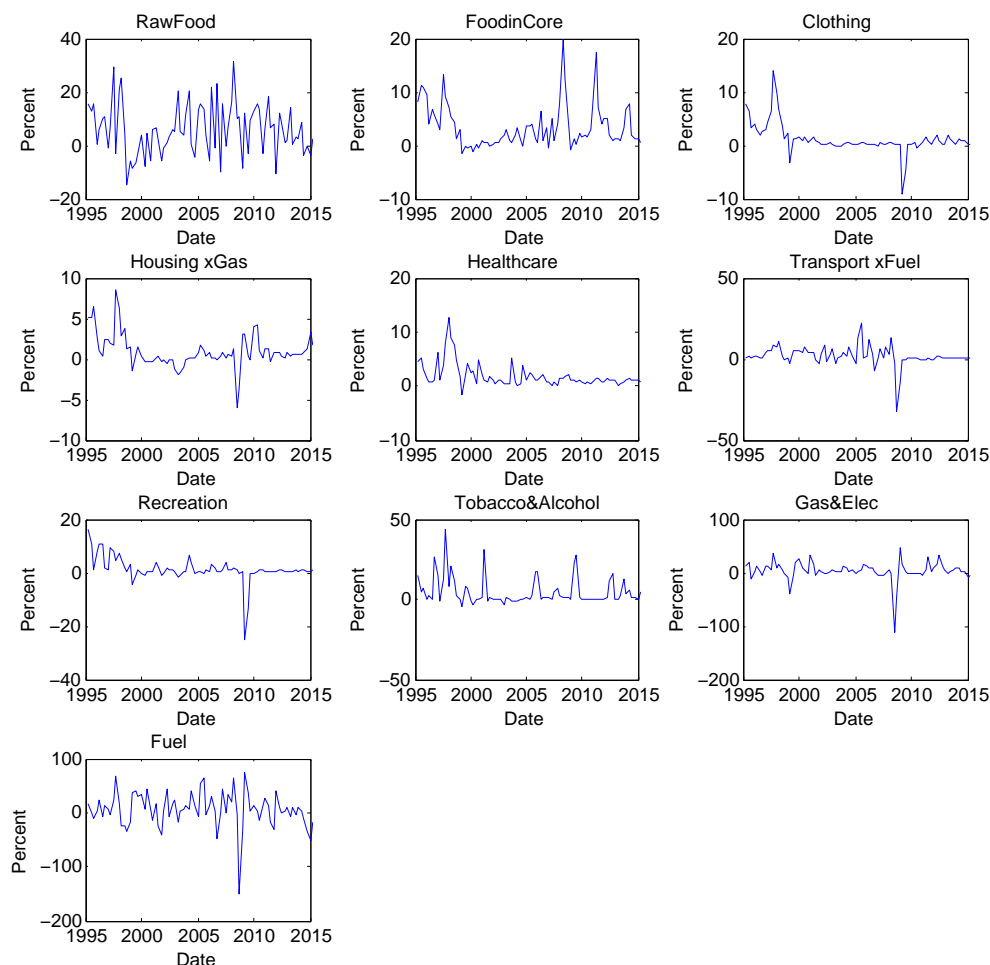 RawFood
40
20
0
−20
Percent
1995 2000 2005 2010 2015
Date
FoodinCore
20
10
0
−10
Percent
1995 2000 2005 2010 2015
Date
Clothing
20
10
0
−10
Percent
1995 2000 2005 2010 2015
Date
Housing xGas
10
5
0
−5
−10
Percent
1995 2000 2005 2010 2015
Date
Healthcare
20
10
0
−10
Percent
1995 2000 2005 2010 2015
Date
Transport xFuel
50
0
−50
Percent
1995 2000 2005 2010 2015
Date
Recreation
20
0
−20
−40
Percent
1995 2000 2005 2010 2015
Date
Tobacco&Alcohol
50
0
−50
Percent
1995 2000 2005 2010 2015
Date
Gas&Elec
100
0
−100
−200
Percent
1995 2000 2005 2010 2015
Date
Fuel
100
0
−100
−200
Percent
1995 2000 2005 2010 2015
Date